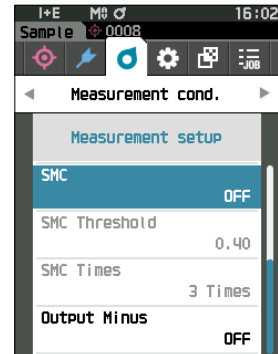 I+E M0 16:02
Sample 0008
-JOB
Measurement cond.
Measurement setup
SMC
OFF
SMC Threshold
0.40
SMC Times
3 Times
Output Minus
OFF